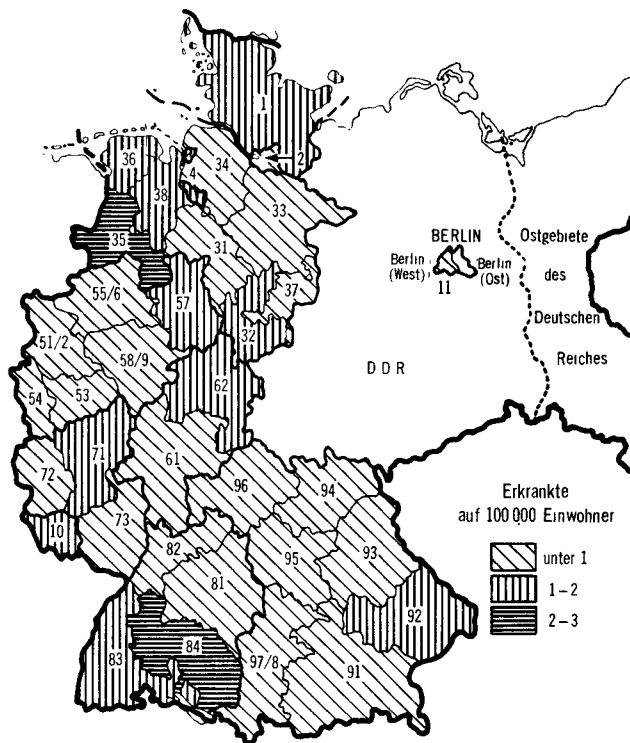 1
36
34
2
4
38
33
35
31
BERLIN
Ostgebiete
Berlin
(West)
Berlin
(Ost)
des
11
55/6
57
37
Deutschen
51/2
32
58/9
Reiches
DDR
62
54
53
71
61
72
96
94
Erkrankte
auf 100 000 Einwohner
10
73
82
95
93
unter 1
81
1-2
92
2-3
84
83
97/8
91